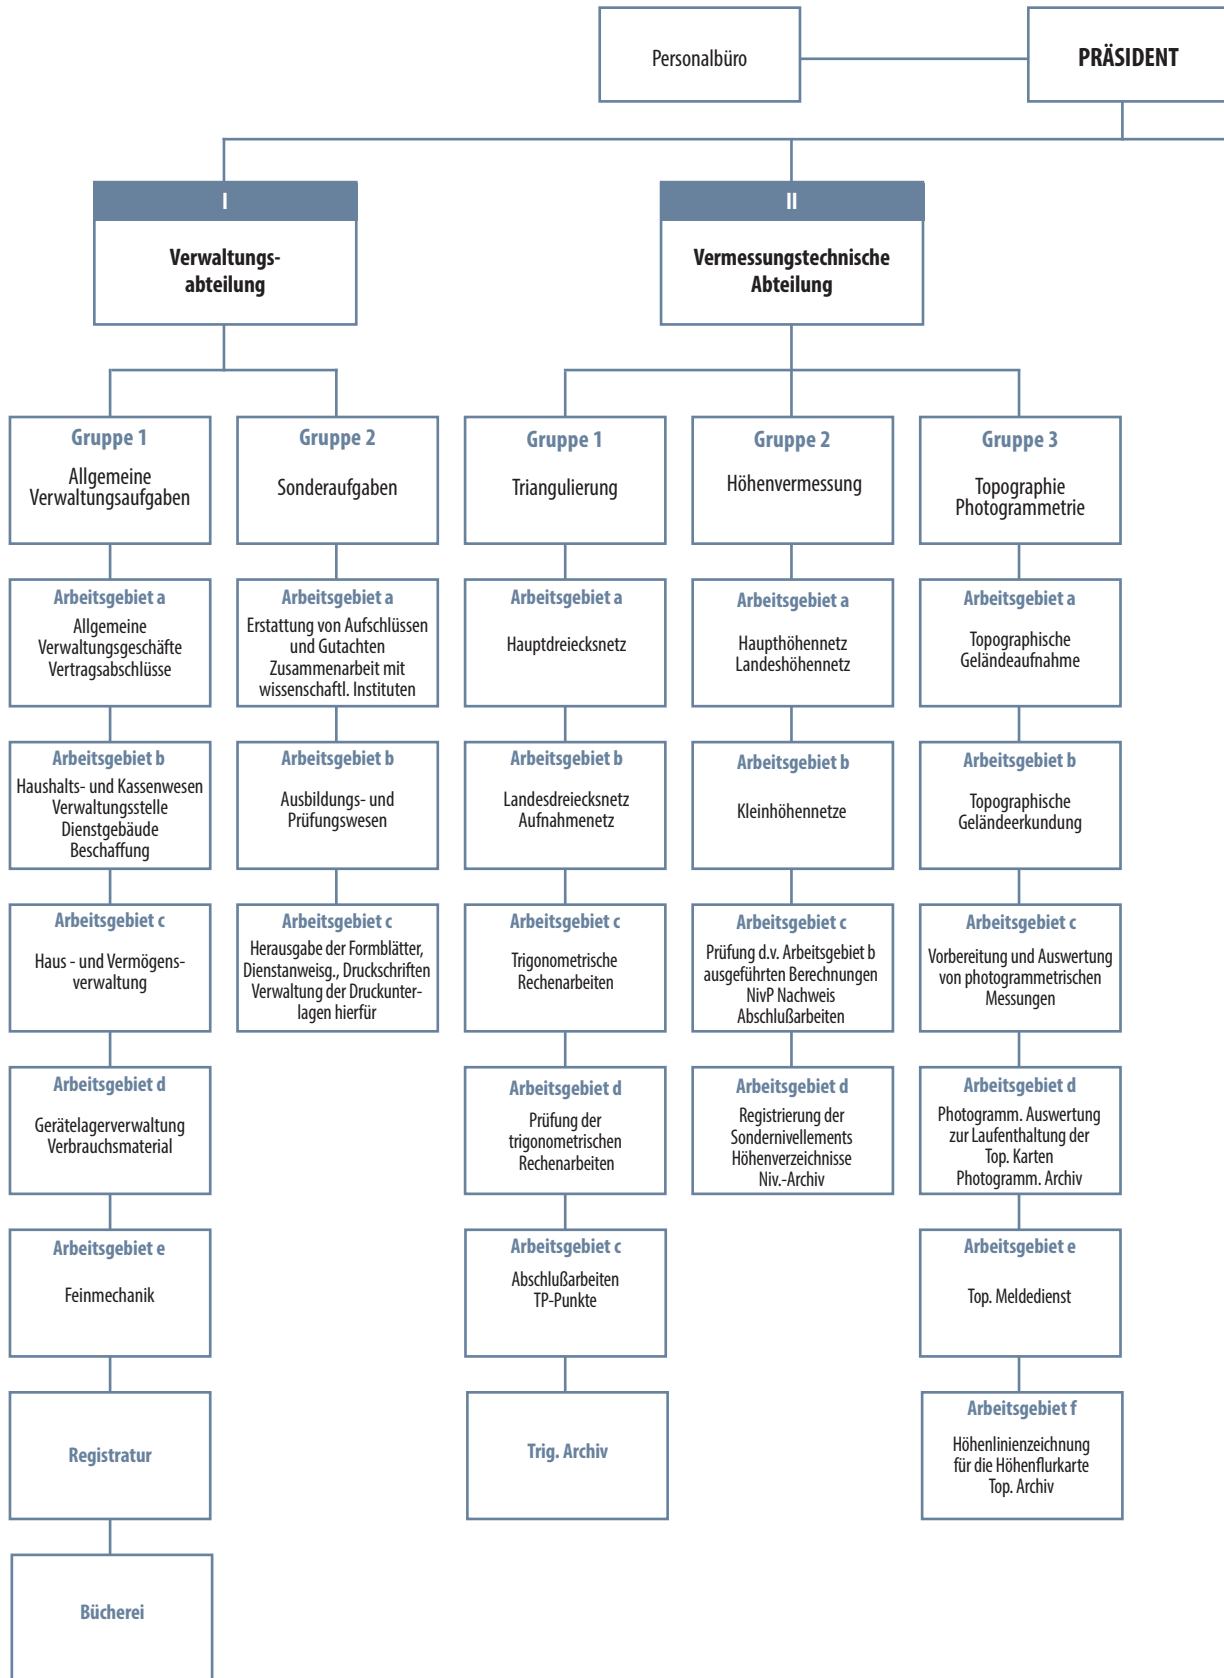 Personalbüro
PRÄSIDENT
I
Verwaltungs-
abteilung
II
Vermessungstechnische
Abteilung
Gruppe 1
Allgemeine
Verwaltungsaufgaben
Gruppe 2
Sonderaufgaben
Gruppe 1
Triangulierung
Gruppe 2
Höhenvermessung
Gruppe 3
Topographie
Photogrammetrie
Arbeitsgebiet a
Allgemeine
Verwaltungsgeschäfte
Vertragsabschlüsse
Arbeitsgebiet a
Erstattung von Aufschlüssen
und Gutachten
Zusammenarbeit mit
wissenschaftl. Instituten
Arbeitsgebiet a
Hauptdreiecksnetz
Arbeitsgebiet a
Haupthöhennetz
Landeshöhennetz
Arbeitsgebiet a
Topographische
Geländeaufnahme
Arbeitsgebiet b
Haushalts- und Kassenwesen
Verwaltungsstelle
Dienstgebäude
Beschaffung
Arbeitsgebiet b
Ausbildungs- und
Prüfungswesen
Arbeitsgebiet b
Landesdreiecksnetz
Aufnahmenetz
Arbeitsgebiet b
Kleinhöhennetze
Arbeitsgebiet b
Topographische
Geländeerkundung
Arbeitsgebiet c
Haus - und Vermögens-
verwaltung
Arbeitsgebiet c
Herausgabe der Formblätter,
Dienstanweisg., Druckschriften
Verwaltung der Druckunter-
lagen hierfür
Arbeitsgebiet c
Trigonometrische
Rechenarbeiten
Arbeitsgebiet c
Prüfung d.v. Arbeitsgebiet b
ausgeführten Berechnungen
NivP Nachweis
Abschlußarbeiten
Arbeitsgebiet c
Vorbereitung und Auswertung
von photogrammetrischen
Messungen
Arbeitsgebiet d
Gerätelagerverwaltung
Verbrauchsmaterial
Arbeitsgebiet d
Prüfung der
trigonometrischen
Rechenarbeiten
Arbeitsgebiet d
Registrierung der
Sondernivellements
Höhenverzeichnisse
Niv.-Archiv
Arbeitsgebiet d
Photogramm. Auswertung
zur Laufenthaltung der
Top. Karten
Photogramm. Archiv
Arbeitsgebiet e
Feinmechanik
Arbeitsgebiet c
Abschlußarbeiten
TP-Punkte
Arbeitsgebiet e
Top. Meldedienst
Registratur
Trig. Archiv
Arbeitsgebiet f
Höhenlinienzeichnung
für die Höhenflurkarte
Top. Archiv
Bücherei